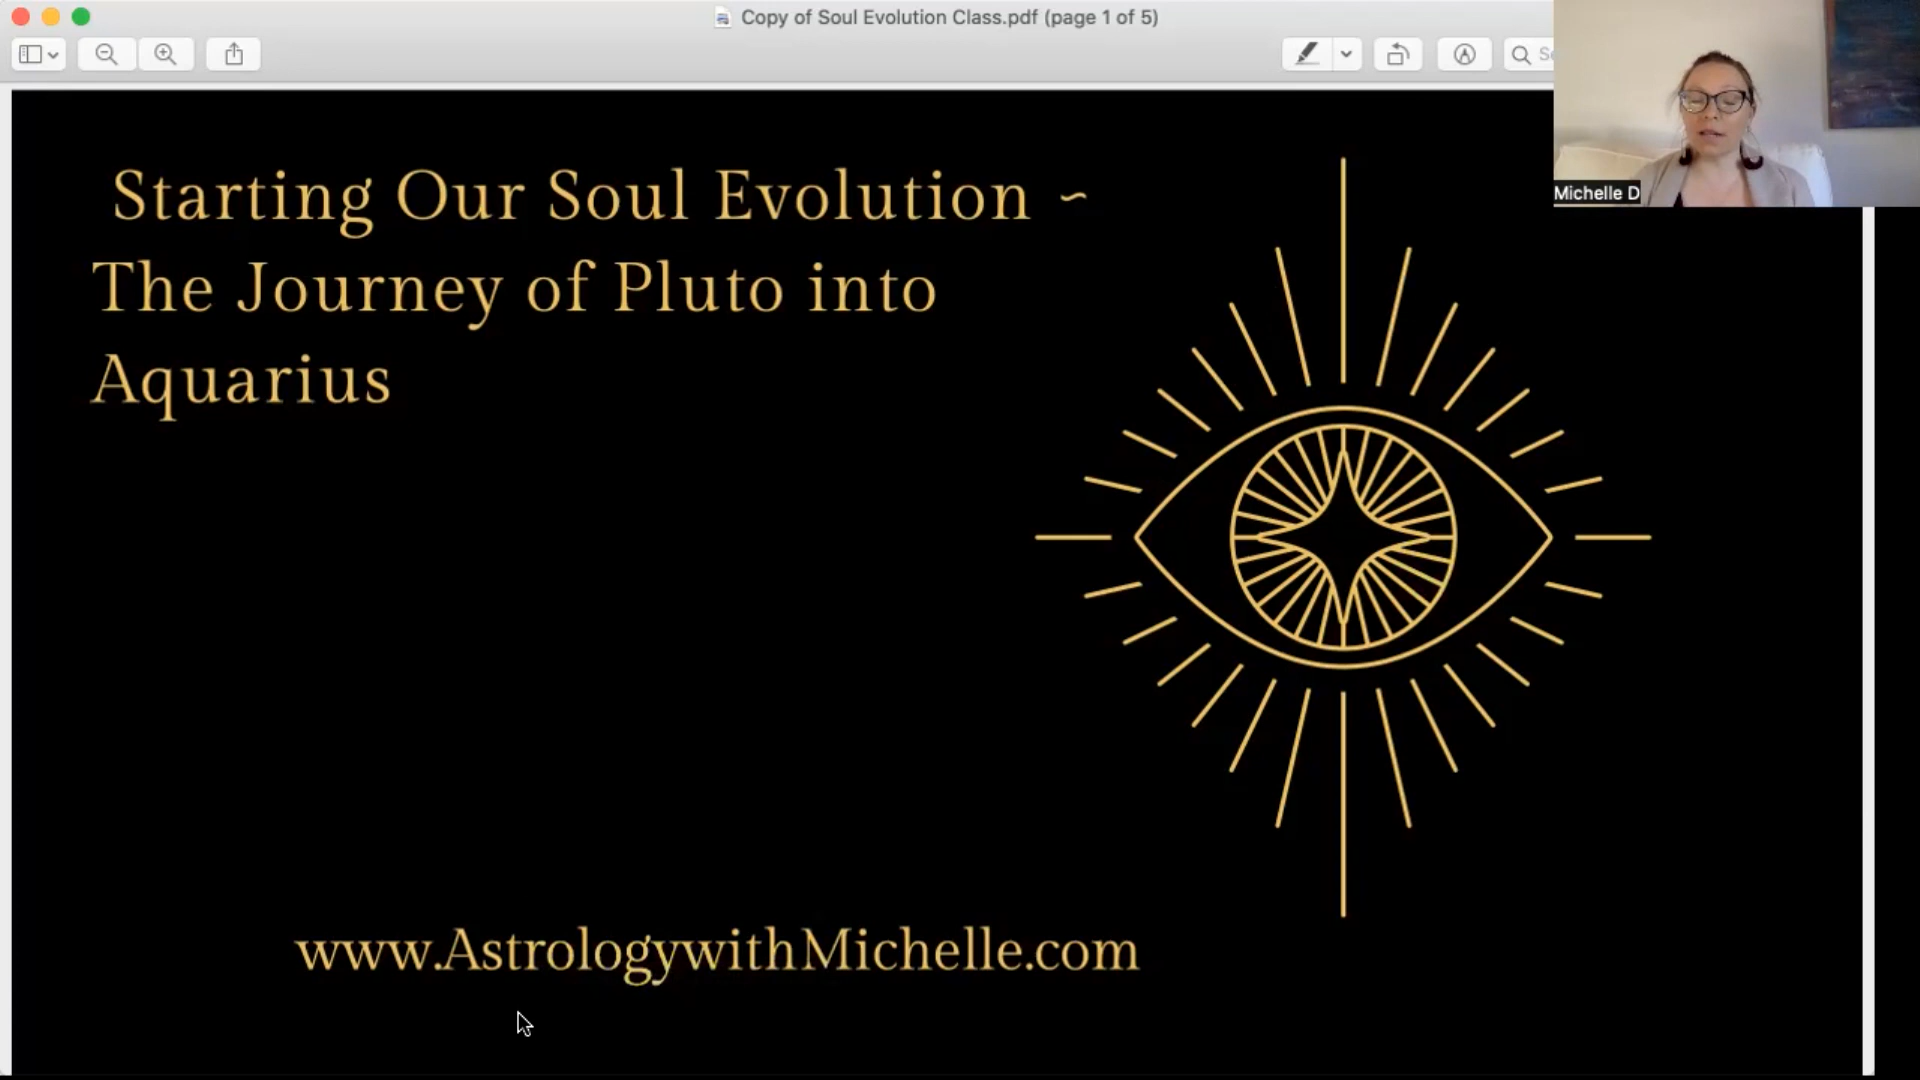 Copy of Soul Evolution Class.pdf (page 1 of 5)
Michelle D
Starting Our Soul Evolution ~
The Journey of Pluto into
Aquarius
www.AstrologywithMichelle.com